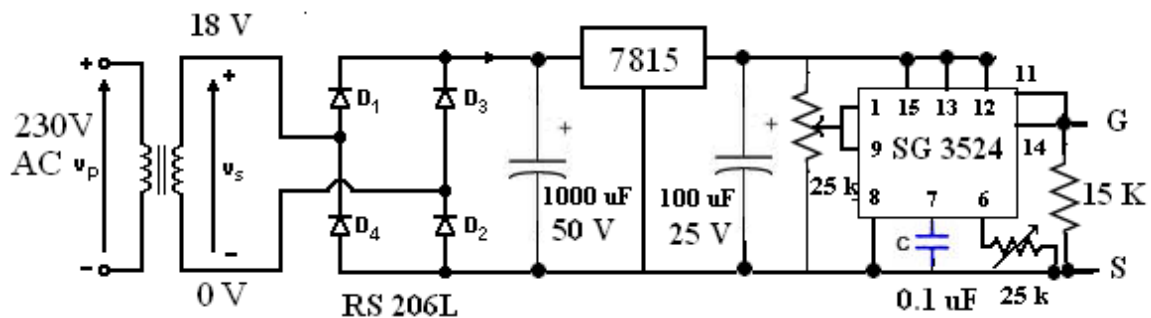 18 V
+
+
230V
AC
vp
vs
-
-
0 V
D1
D3
D4
D2
RS 206L
+
1000 uF
50 V
7815
+
100 uF
25 V
25 k
1
15
13
12
11
9
SG 3524
14
8
7
6
C
0.1 uF
25 k
15 K
G
S